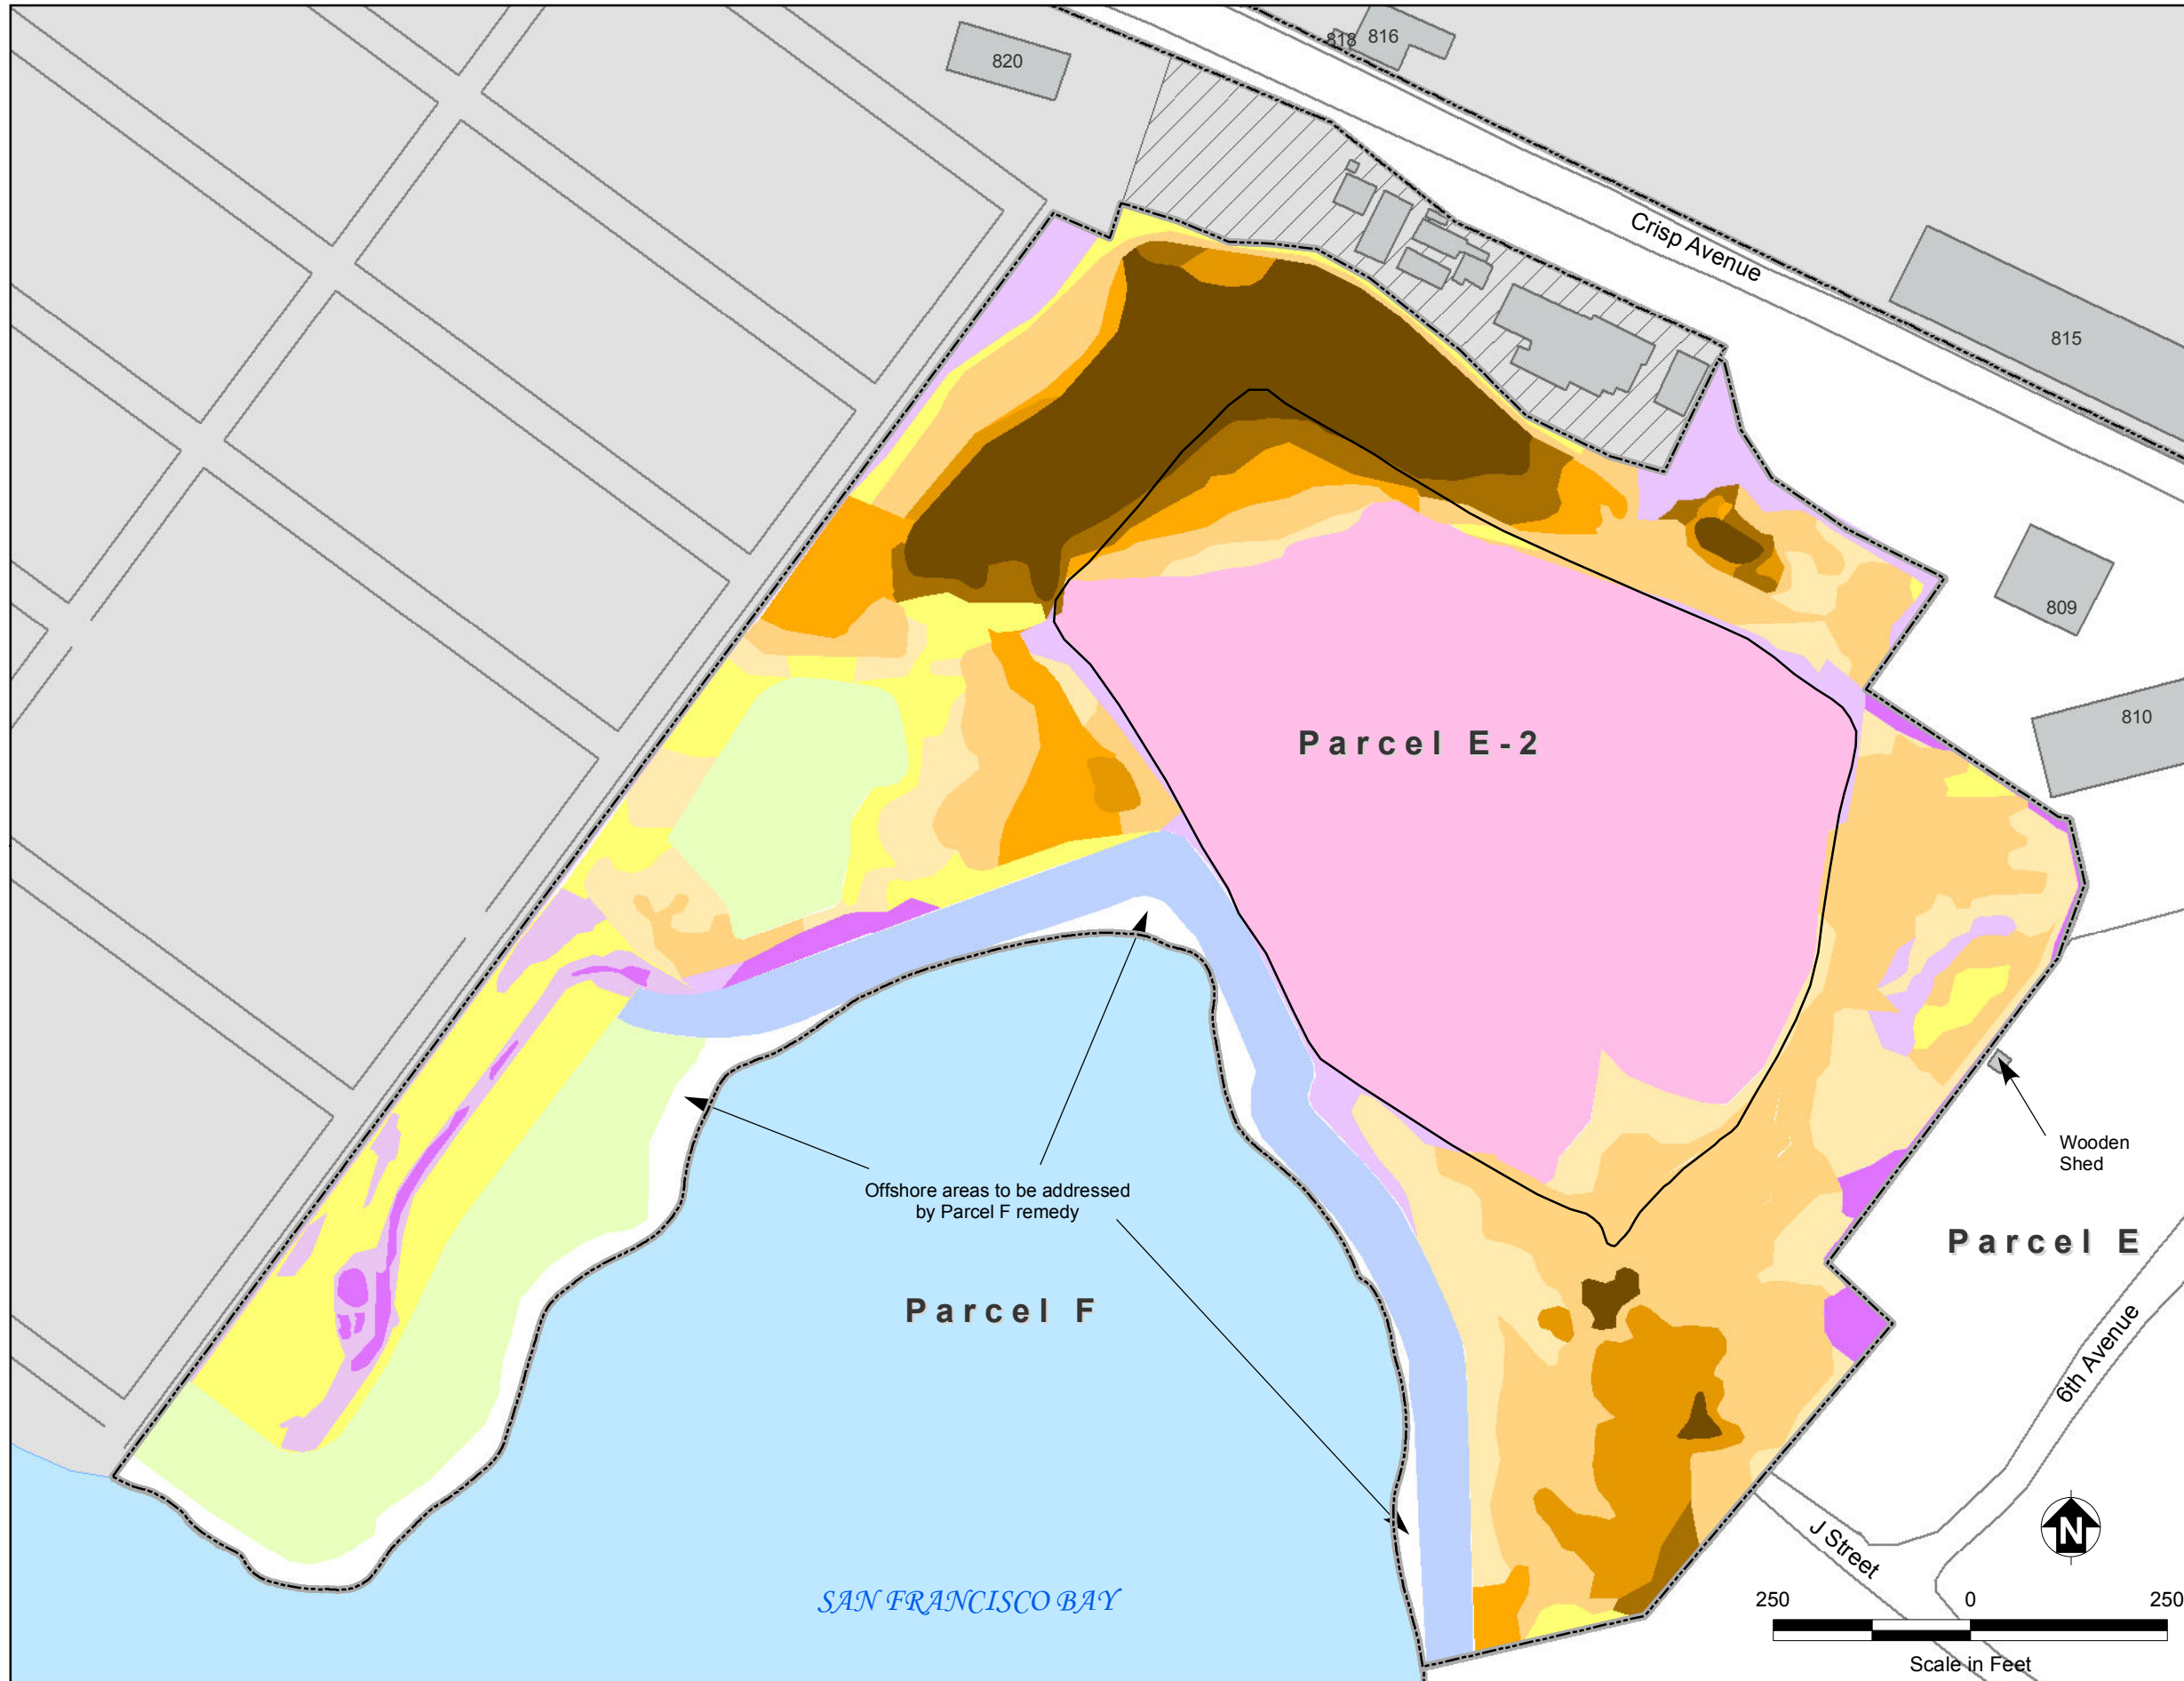 818
816
820
Crisp Avenue
815
809
810
Parcel E-2
Wooden
Shed
Offshore areas to be addressed
by Parcel F remedy
Parcel E
Parcel F
6th Avenue
J Street
N
SAN FRANCISCO BAY
250 0 250
Scale in Feet